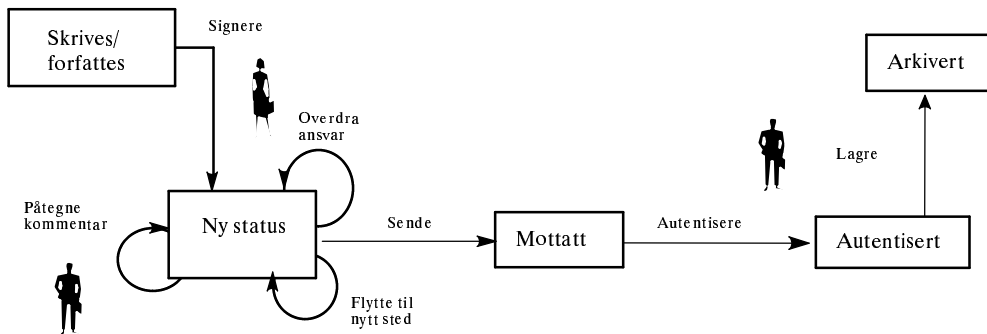 Skrives/
forfattes
Signere
Overdra
ansvar
Arkivert
Lagre
Påtegne
kommentar
Ny status
Sende
Mottatt
Autentisere
Autentisert
Flytte til
nytt sted